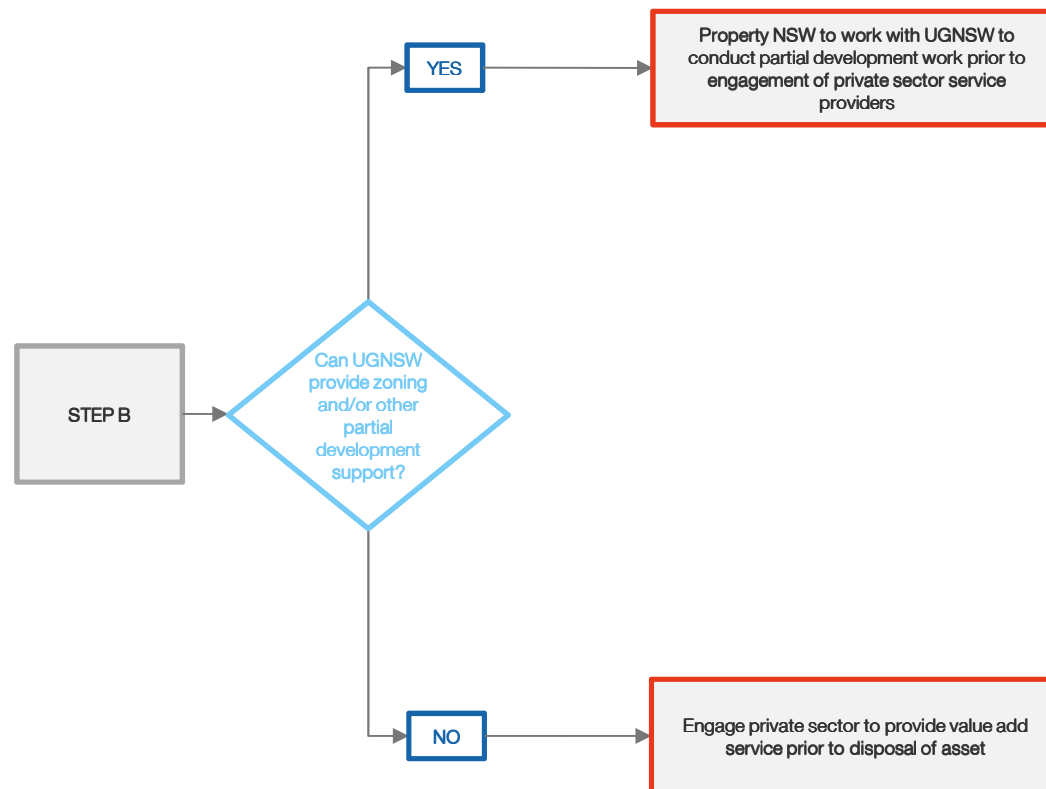 YES
Property NSW to work with UGNSW to
conduct partial development work prior to
engagement of private sector service
providers
STEP B
Can UGNSW
provide zoning
and/or other
partial
development
support?
NO
Engage private sector to provide value add
service prior to disposal of asset